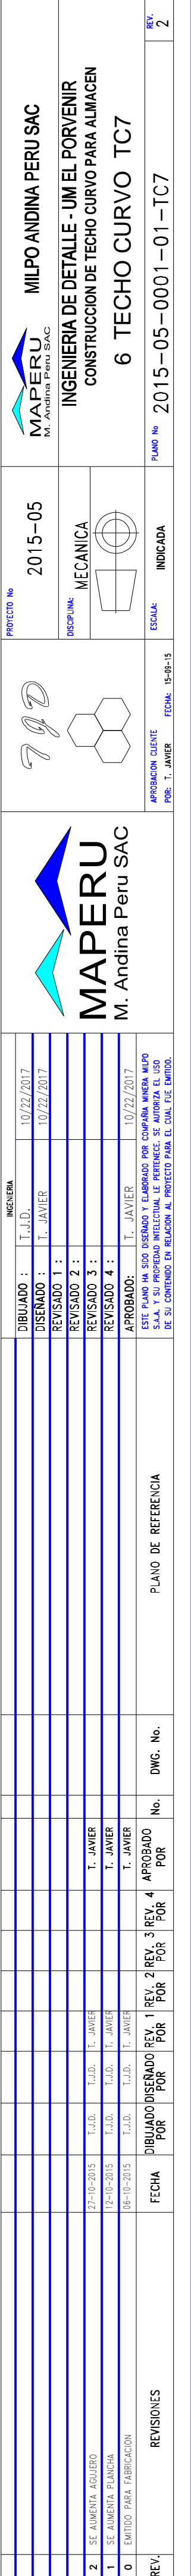 REV.
REVISIONES
FECHA
DIBUJADO POR
DISEÑADO POR
REV. 1 POR
REV. 2 POR
REV. 3 POR
REV. 4 POR
APROBADO POR
No.
DWG. No.
PLANO DE REFERENCIA
2 SE AUMENTA AGUJERO 27-10-2015 T.J.D. T.J.D. T. JAVIER T. JAVIER
1 SE AUMENTA PLANCHA 12-10-2015 T.J.D. T.J.D. T. JAVIER T. JAVIER
0 EMITIDO PARA FABRICACION 06-10-2015 T.J.D. T.J.D. T. JAVIER T. JAVIER
INGENIERIA
DIBUJADO : T.J.D. 10/22/2017
DISEÑADO : T. JAVIER 10/22/2017
REVISADO 1 :
REVISADO 2 :
REVISADO 3 :
REVISADO 4 :
APROBADO: T. JAVIER 10/22/2017
ESTE PLANO HA SIDO DISEÑADO Y ELABORADO POR COMPAÑIA MINERA MILPO
S.A.A. Y SU PROPIEDAD INTELECTUAL LE PERTENECE. SE AUTORIZA EL USO
DE SU CONTENIDO EN RELACION AL PROYECTO PARA EL CUAL FUE EMITIDO.
MAPERU
M. Andina Peru SAC
TJD
APROBACION CLIENTE
POR: T. JAVIER FECHA: 15-09-15
PROYECTO No
2015-05
DISCIPLINA:
MECANICA
ESCALA:
INDICADA
MAPERU
M. Andina Peru SAC
MILPO ANDINA PERU SAC
INGENIERIA DE DETALLE - UM EL PORVENIR
CONSTRUCCION DE TECHO CURVO PARA ALMACEN
6 TECHO CURVO TC7
PLANO No
2015-05-0001-01-TC7
REV.
2